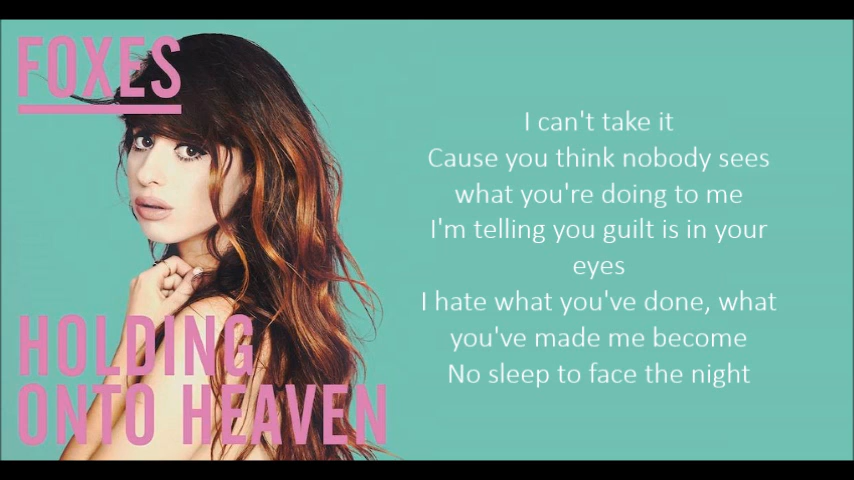 FOXES
HOLDING
ONTO HEAVEN
I can't take it
Cause you think nobody sees
what you're doing to me
I'm telling you guilt is in your
eyes
I hate what you've done, what
you've made me become
No sleep to face the night